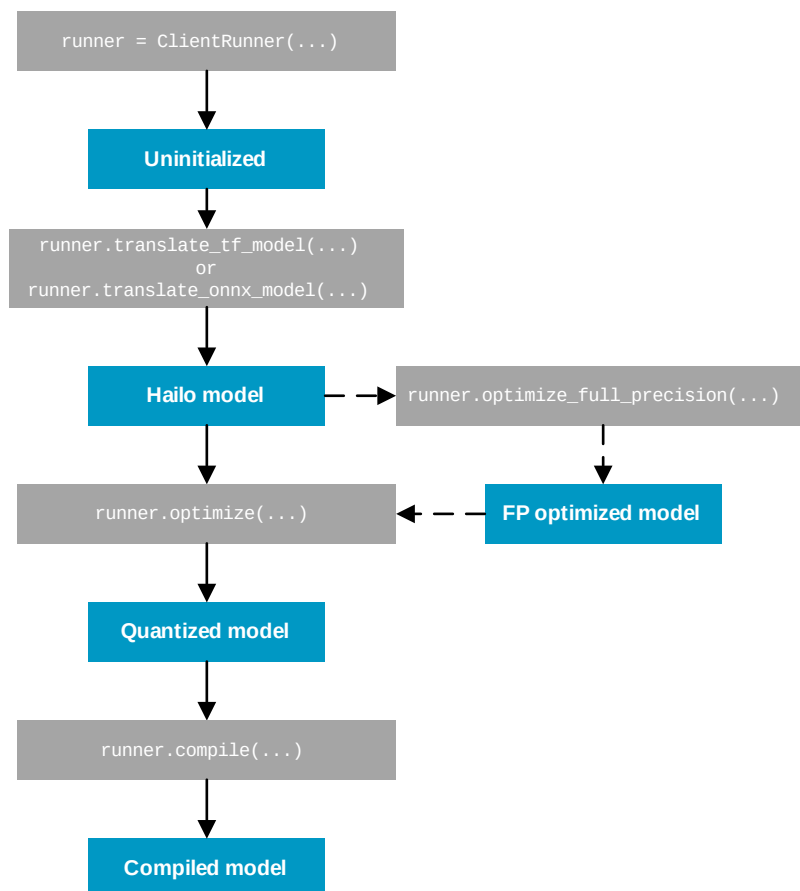 runner = ClientRunner(...)
Uninitialized
runner.translate_tf_model(...)
or
runner.translate_onnx_model(...)
Hailo model
runner.optimize_full_precision(...)
runner.optimize(...)
FP optimized model
Quantized model
runner.compile(...)
Compiled model